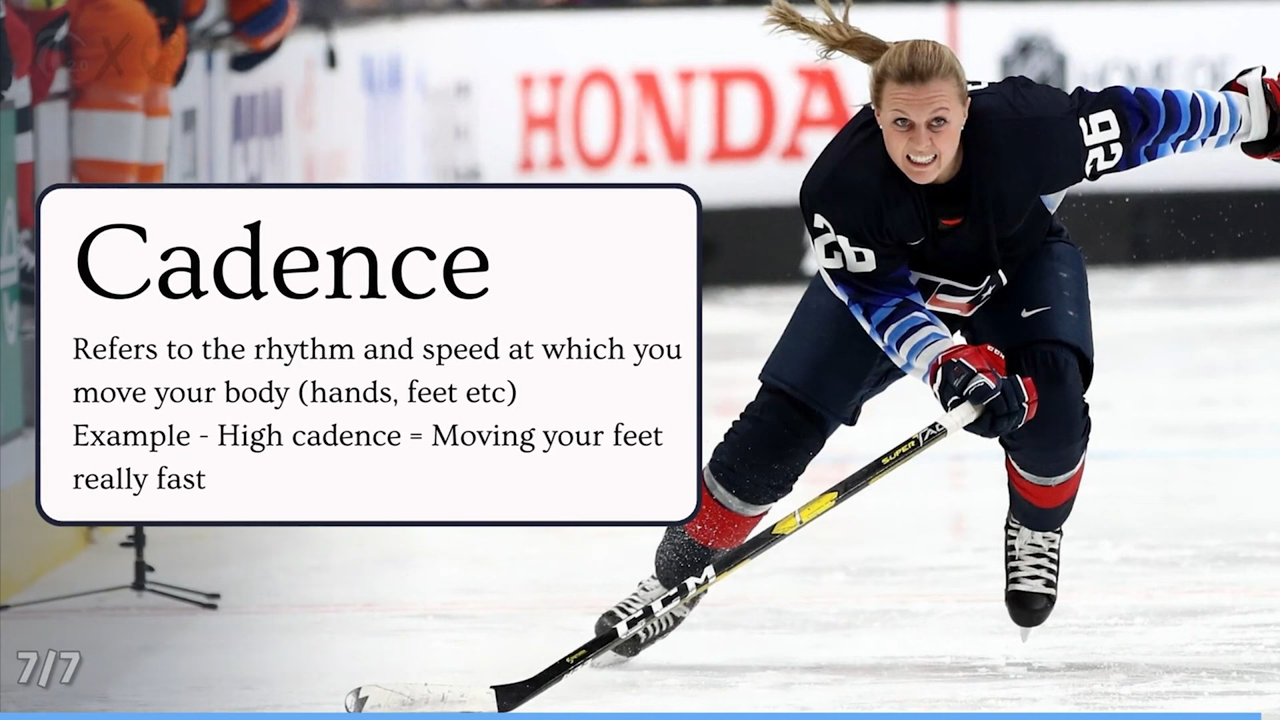 HONDA
26
Cadence
26
Refers to the rhythm and speed at which you
move your body (hands, feet etc)
Example - High cadence = Moving your feet
really fast
SUPER
CCM
7/7